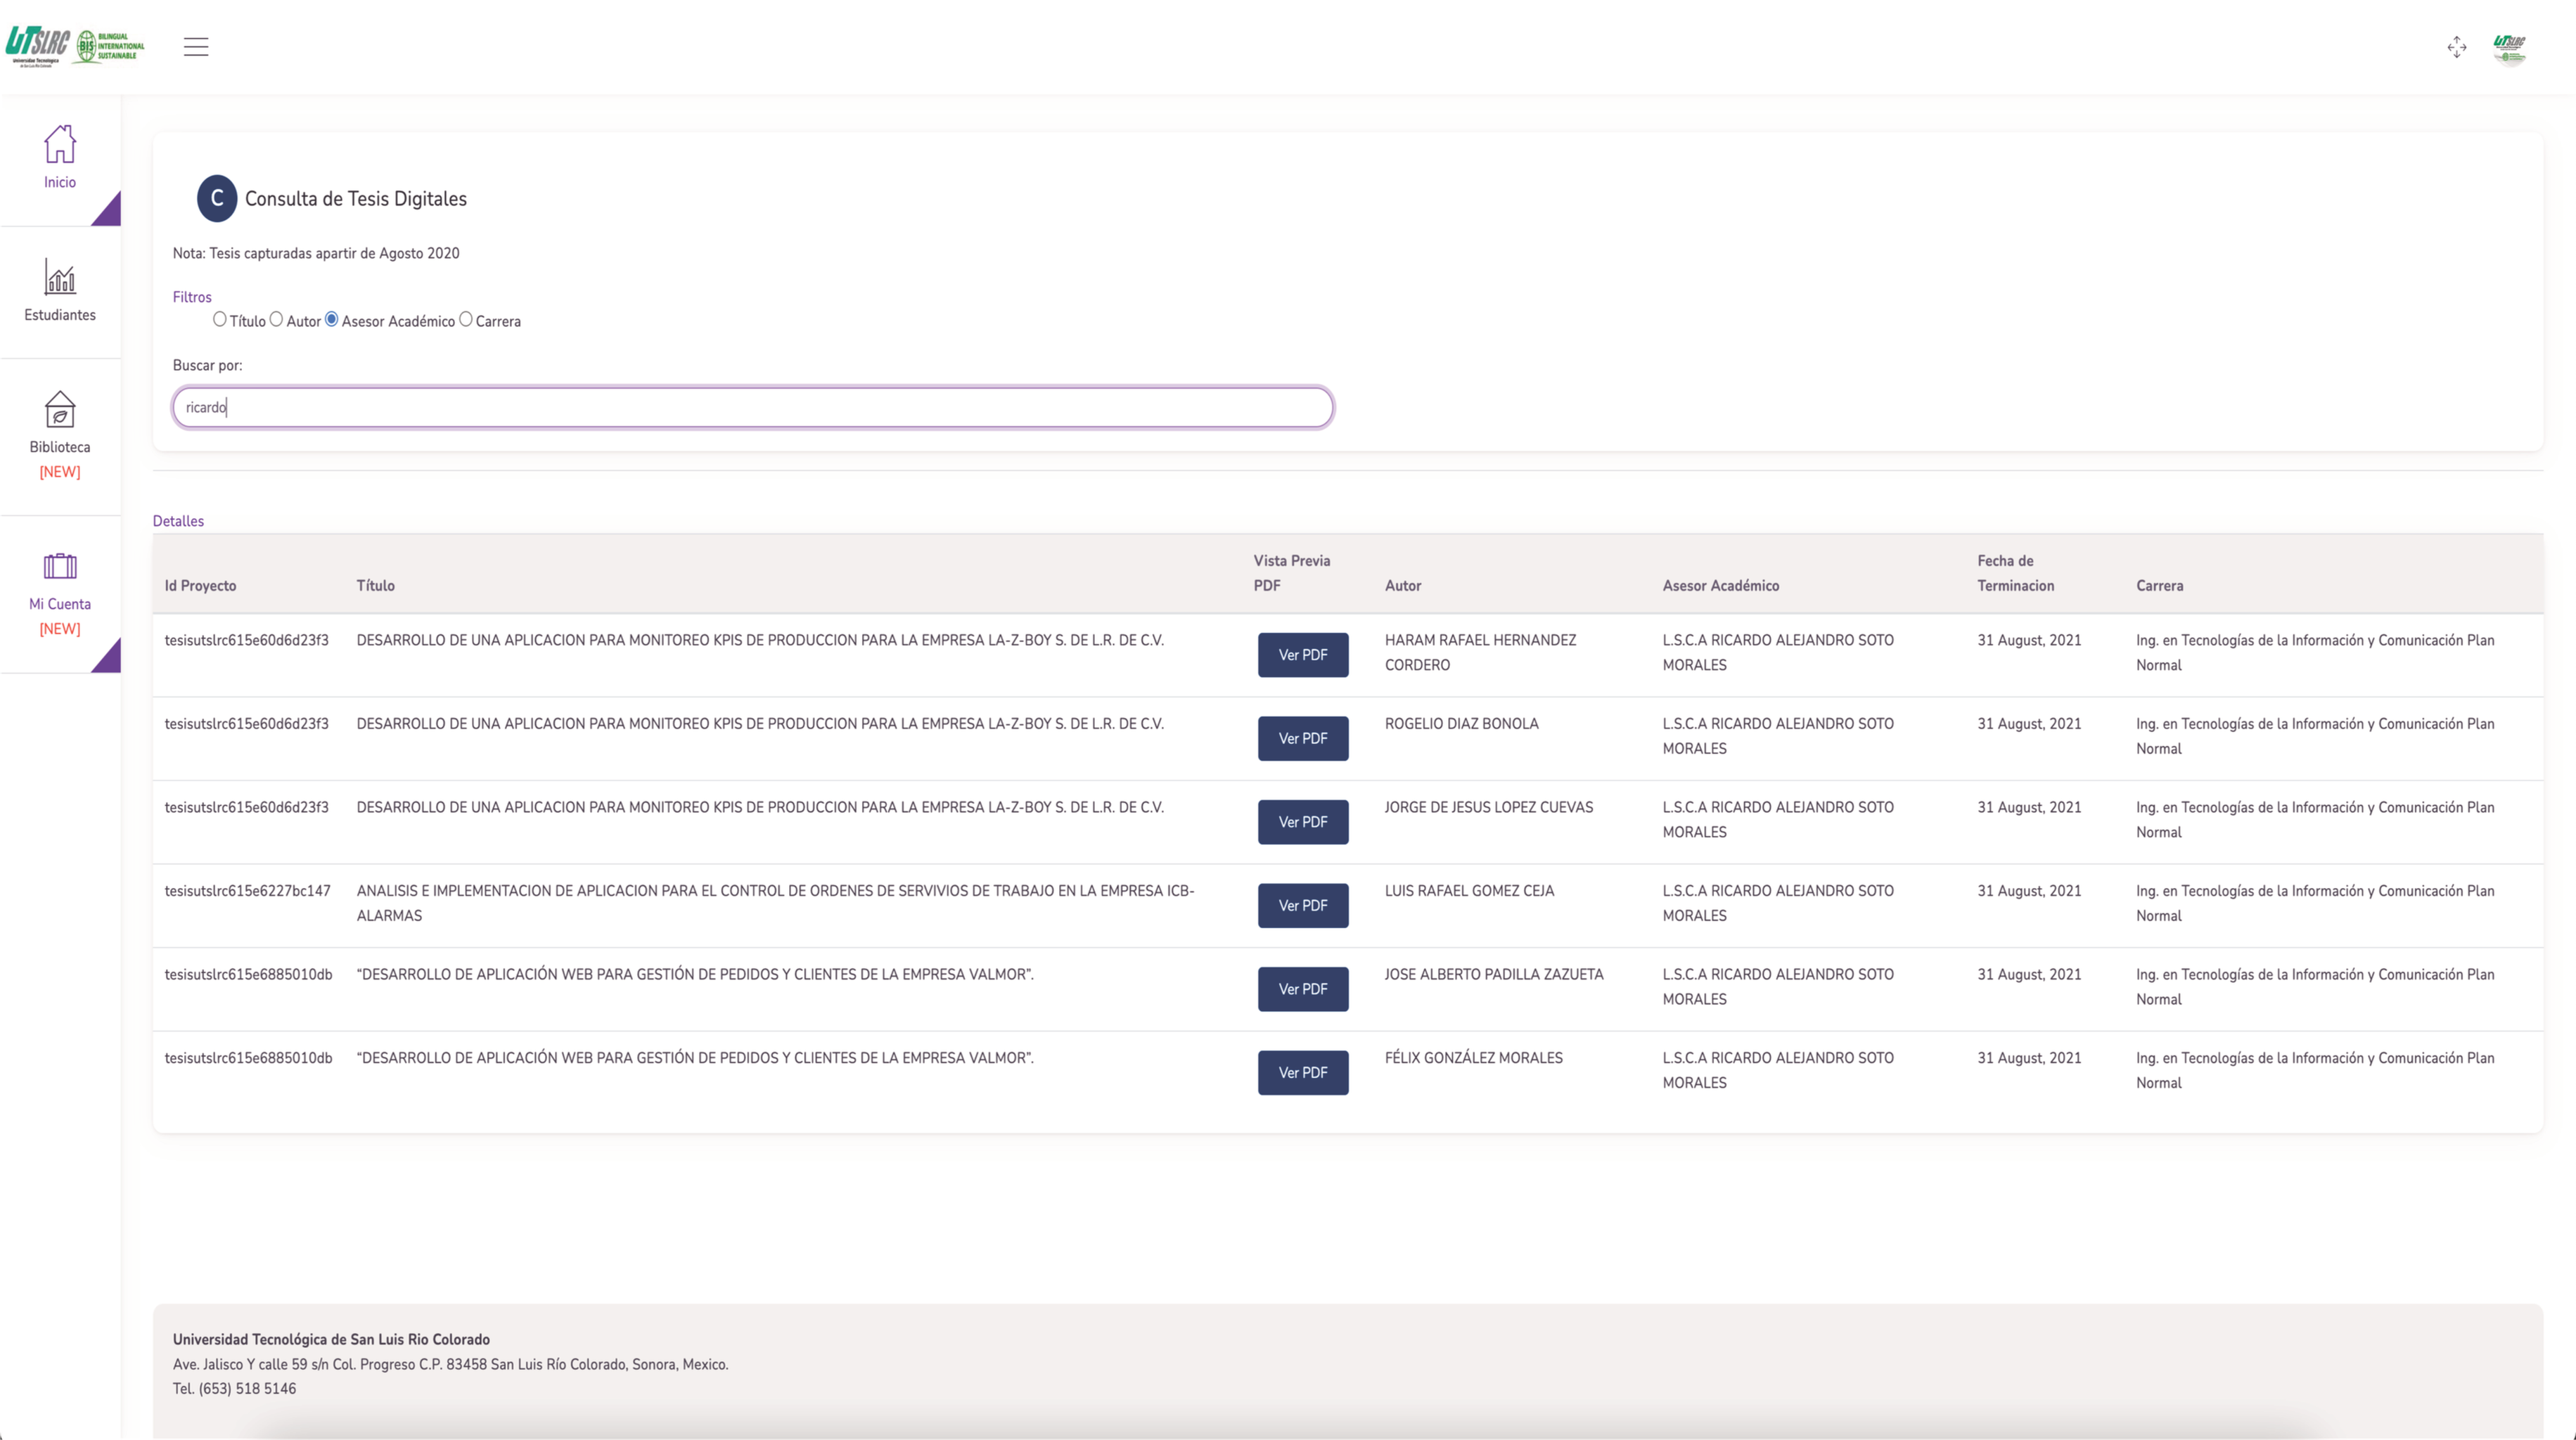 UTSLRC
Universidad Tecnológica
de San Luis Río Colorado
BIS
BILINGUAL
INTERNATIONAL
SUSTAINABLE
UTSLRC
Inicio
Estudiantes
Biblioteca
[NEW]
Mi Cuenta
[NEW]
C Consulta de Tesis Digitales
Nota: Tesis capturadas apartir de Agosto 2020
Filtros
Título Autor Asesor Académico Carrera
Buscar por:
ricardo
Detalles
Id Proyecto Título Vista Previa PDF Autor Asesor Académico Fecha de Terminacion Carrera
tesisutslrc615e60d6d23f3 DESARROLLO DE UNA APLICACION PARA MONITOREO KPIS DE PRODUCCION PARA LA EMPRESA LA-Z-BOY S. DE L.R. DE C.V. Ver PDF HARAM RAFAEL HERNANDEZ CORDERO L.S.C.A RICARDO ALEJANDRO SOTO MORALES 31 August, 2021 Ing. en Tecnologías de la Información y Comunicación Plan Normal
tesisutslrc615e60d6d23f3 DESARROLLO DE UNA APLICACION PARA MONITOREO KPIS DE PRODUCCION PARA LA EMPRESA LA-Z-BOY S. DE L.R. DE C.V. Ver PDF ROGELIO DIAZ BONOLA L.S.C.A RICARDO ALEJANDRO SOTO MORALES 31 August, 2021 Ing. en Tecnologías de la Información y Comunicación Plan Normal
tesisutslrc615e60d6d23f3 DESARROLLO DE UNA APLICACION PARA MONITOREO KPIS DE PRODUCCION PARA LA EMPRESA LA-Z-BOY S. DE L.R. DE C.V. Ver PDF JORGE DE JESUS LOPEZ CUEVAS L.S.C.A RICARDO ALEJANDRO SOTO MORALES 31 August, 2021 Ing. en Tecnologías de la Información y Comunicación Plan Normal
tesisutslrc615e6227bc147 ANALISIS E IMPLEMENTACION DE APLICACION PARA EL CONTROL DE ORDENES DE SERVIVIOS DE TRABAJO EN LA EMPRESA ICB-ALARMAS Ver PDF LUIS RAFAEL GOMEZ CEJA L.S.C.A RICARDO ALEJANDRO SOTO MORALES 31 August, 2021 Ing. en Tecnologías de la Información y Comunicación Plan Normal
tesisutslrc615e6885010db “DESARROLLO DE APLICACIÓN WEB PARA GESTIÓN DE PEDIDOS Y CLIENTES DE LA EMPRESA VALMOR”. Ver PDF JOSE ALBERTO PADILLA ZAZUETA L.S.C.A RICARDO ALEJANDRO SOTO MORALES 31 August, 2021 Ing. en Tecnologías de la Información y Comunicación Plan Normal
tesisutslrc615e6885010db “DESARROLLO DE APLICACIÓN WEB PARA GESTIÓN DE PEDIDOS Y CLIENTES DE LA EMPRESA VALMOR”. Ver PDF FÉLIX GONZÁLEZ MORALES L.S.C.A RICARDO ALEJANDRO SOTO MORALES 31 August, 2021 Ing. en Tecnologías de la Información y Comunicación Plan Normal
Universidad Tecnológica de San Luis Rio Colorado
Ave. Jalisco Y calle 59 s/n Col. Progreso C.P. 83458 San Luis Río Colorado, Sonora, Mexico.
Tel. (653) 518 5146